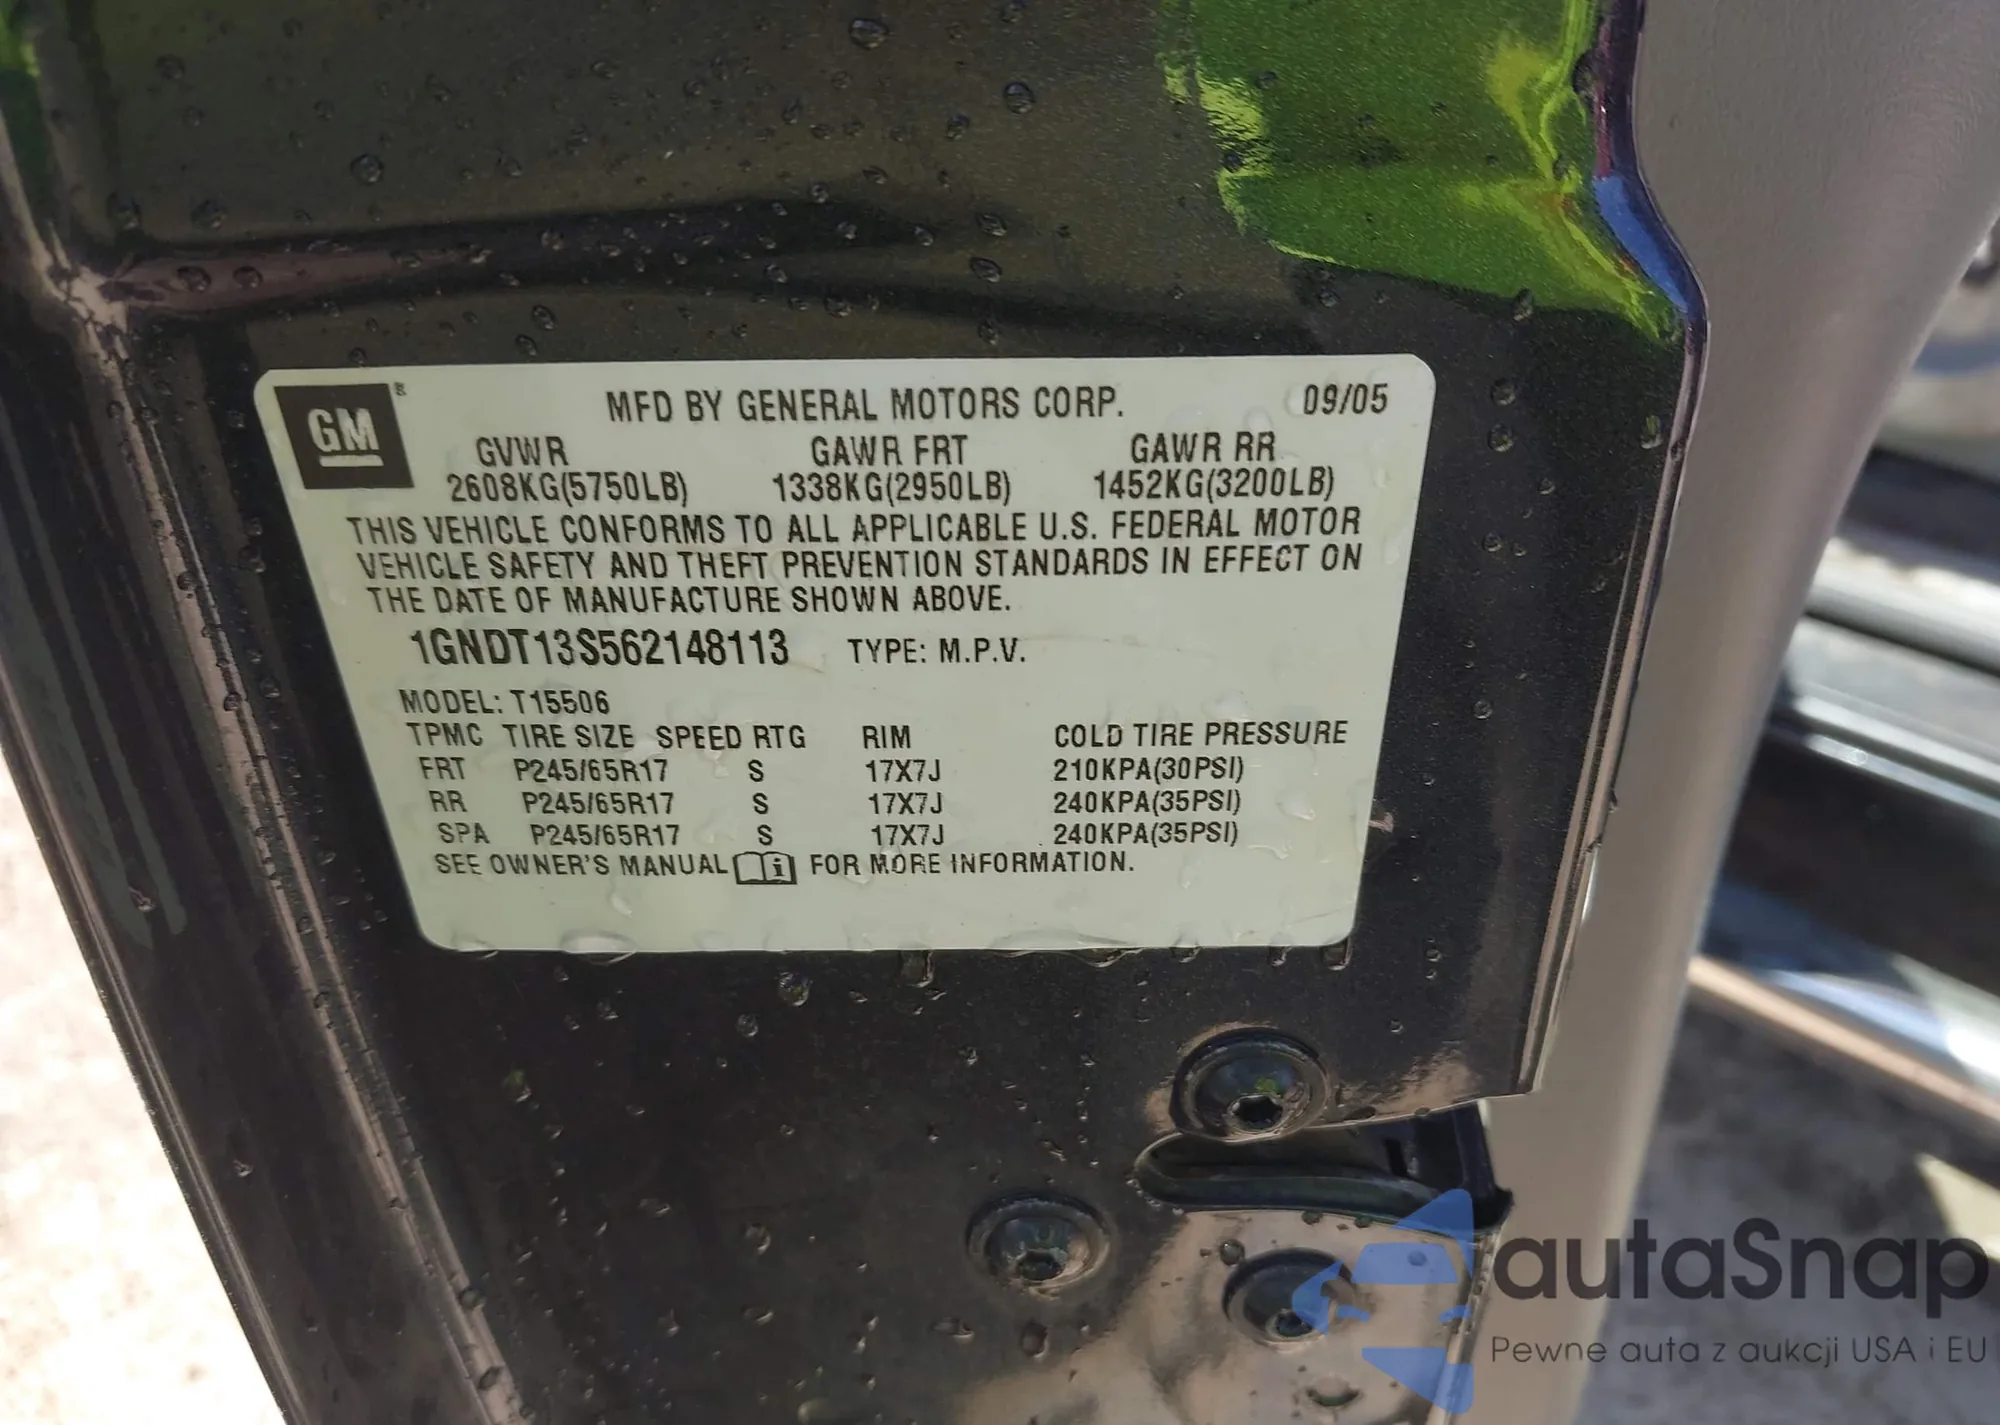 GM ® MFD BY GENERAL MOTORS CORP. 09/05
GVWR GAWR FRT GAWR RR
2608KG(5750LB) 1338KG(2950LB) 1452KG(3200LB)
THIS VEHICLE CONFORMS TO ALL APPLICABLE U.S. FEDERAL MOTOR
VEHICLE SAFETY AND THEFT PREVENTION STANDARDS IN EFFECT ON
THE DATE OF MANUFACTURE SHOWN ABOVE.
1GNDT13S562148113 TYPE: M.P.V.
MODEL: T15506
TPMC TIRE SIZE SPEED RTG RIM COLD TIRE PRESSURE
FRT P245/65R17 S 17X7J 210KPA(30PSI)
RR P245/65R17 S 17X7J 240KPA(35PSI)
SPA P245/65R17 S 17X7J 240KPA(35PSI)
SEE OWNER'S MANUAL i FOR MORE INFORMATION.
autaSnap
Pewne auta z aukcji USA i EU